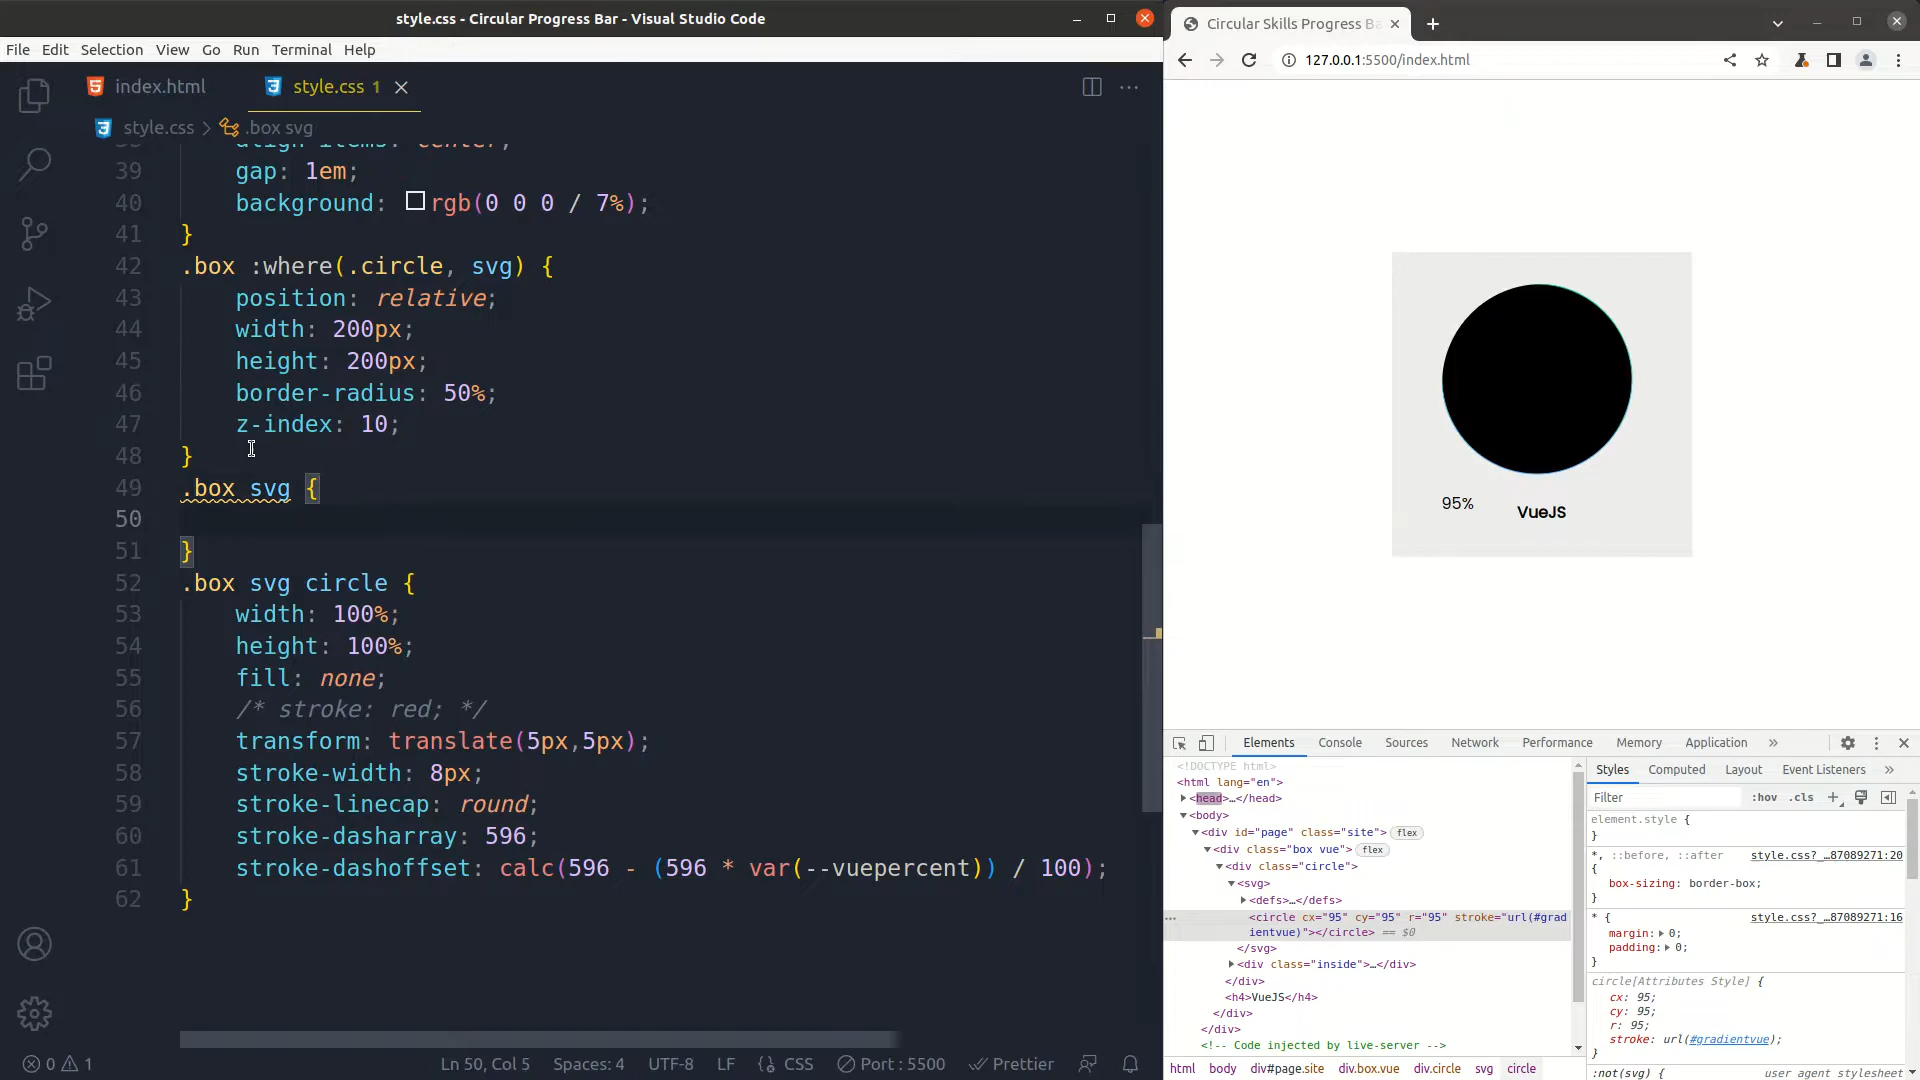 style.css - Circular Progress Bar - Visual Studio Code
File Edit Selection View Go Run Terminal Help
index.html
style.css 1
style.css > .box svg
39 gap: 1em;
40 background: rgb(0 0 0 / 7%);
41 }
42 .box :where(.circle, svg) {
43 position: relative;
44 width: 200px;
45 height: 200px;
46 border-radius: 50%;
47 z-index: 10;
48 }
49 .box svg {
50
51 }
52 .box svg circle {
53 width: 100%;
54 height: 100%;
55 fill: none;
56 /* stroke: red; */
57 transform: translate(5px,5px);
58 stroke-width: 8px;
59 stroke-linecap: round;
60 stroke-dasharray: 596;
61 stroke-dashoffset: calc(596 - (596 * var(--vuepercent)) / 100);
62 }
0 1 Ln 50, Col 5 Spaces: 4 UTF-8 LF CSS Port : 5500 Prettier
Circular Skills Progress Ba
127.0.0.1:5500/index.html
95%
VueJS
Elements Console Sources Network Performance Memory Application »
<!DOCTYPE html>
<html lang="en">
<head>…</head>
<body>
<div id="page" class="site"> flex
<div class="box vue"> flex
<div class="circle">
<svg>
<defs>…</defs>
<circle cx="95" cy="95" r="95" stroke="url(#grad
ientvue)"></circle> == $0
</svg>
<div class="inside">…</div>
</div>
<h4>VueJS</h4>
</div>
</div>
<!-- Code injected by live-server -->
html body div#page.site div.box.vue div.circle svg circle
Styles Computed Layout Event Listeners »
Filter :hov .cls +
element.style {
}
*, ::before, ::after style.css?_…87089271:20
{
box-sizing: border-box;
}
* { style.css?_…87089271:16
margin: 0;
padding: 0;
}
circle[Attributes Style] {
cx: 95;
cy: 95;
r: 95;
stroke: url(#gradientvue);
}
:not(svg) { user agent stylesheet